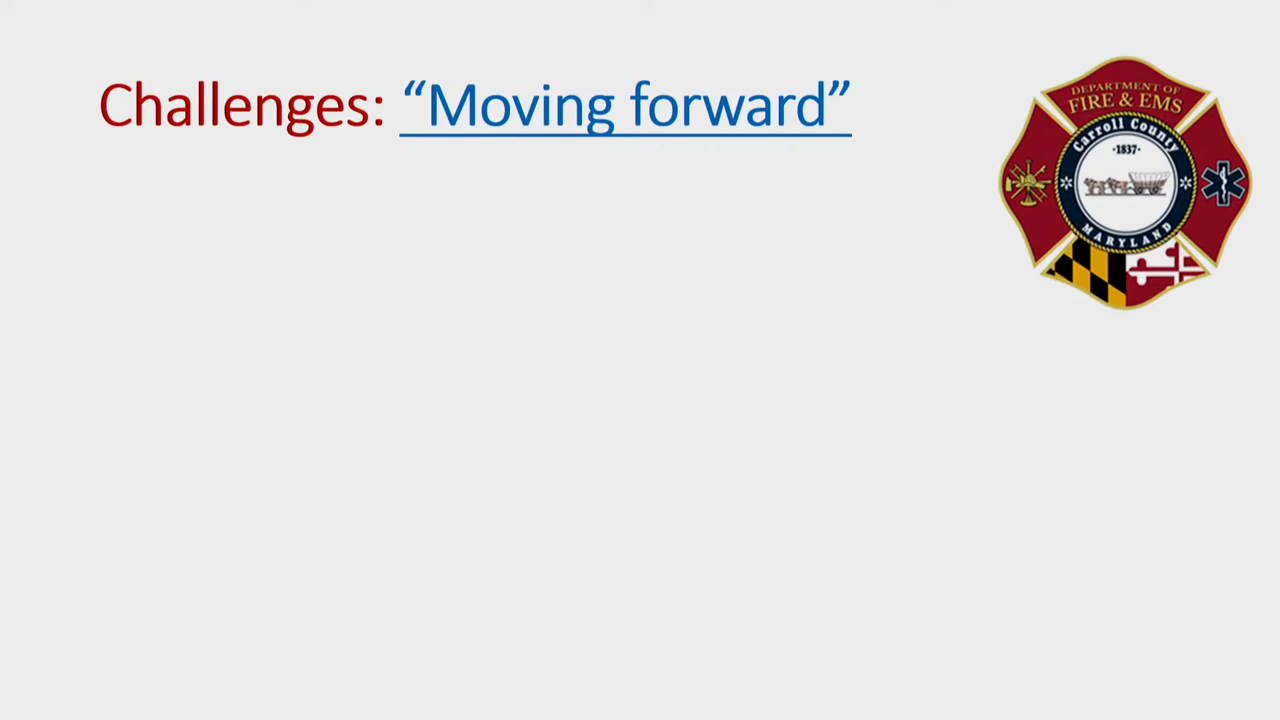 Challenges: “Moving forward”
DEPARTMENT OF
FIRE & EMS
Carroll County
·1837·
MARYLAND